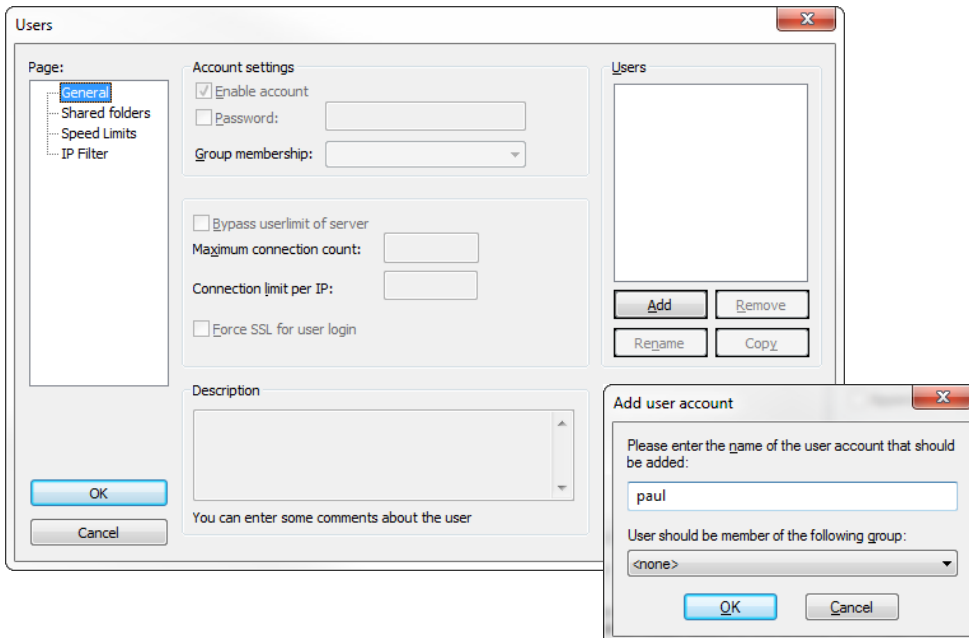 Users
Page:
General
Shared folders
Speed Limits
IP Filter
OK
Cancel
Account settings
Enable account
Password:
Group membership:
Bypass userlimit of server
Maximum connection count:
Connection limit per IP:
Force SSL for user login
Description
You can enter some comments about the user
Users
Add
Remove
Rename
Copy
Add user account
Please enter the name of the user account that should
be added:
paul
User should be member of the following group:
<none>
OK
Cancel